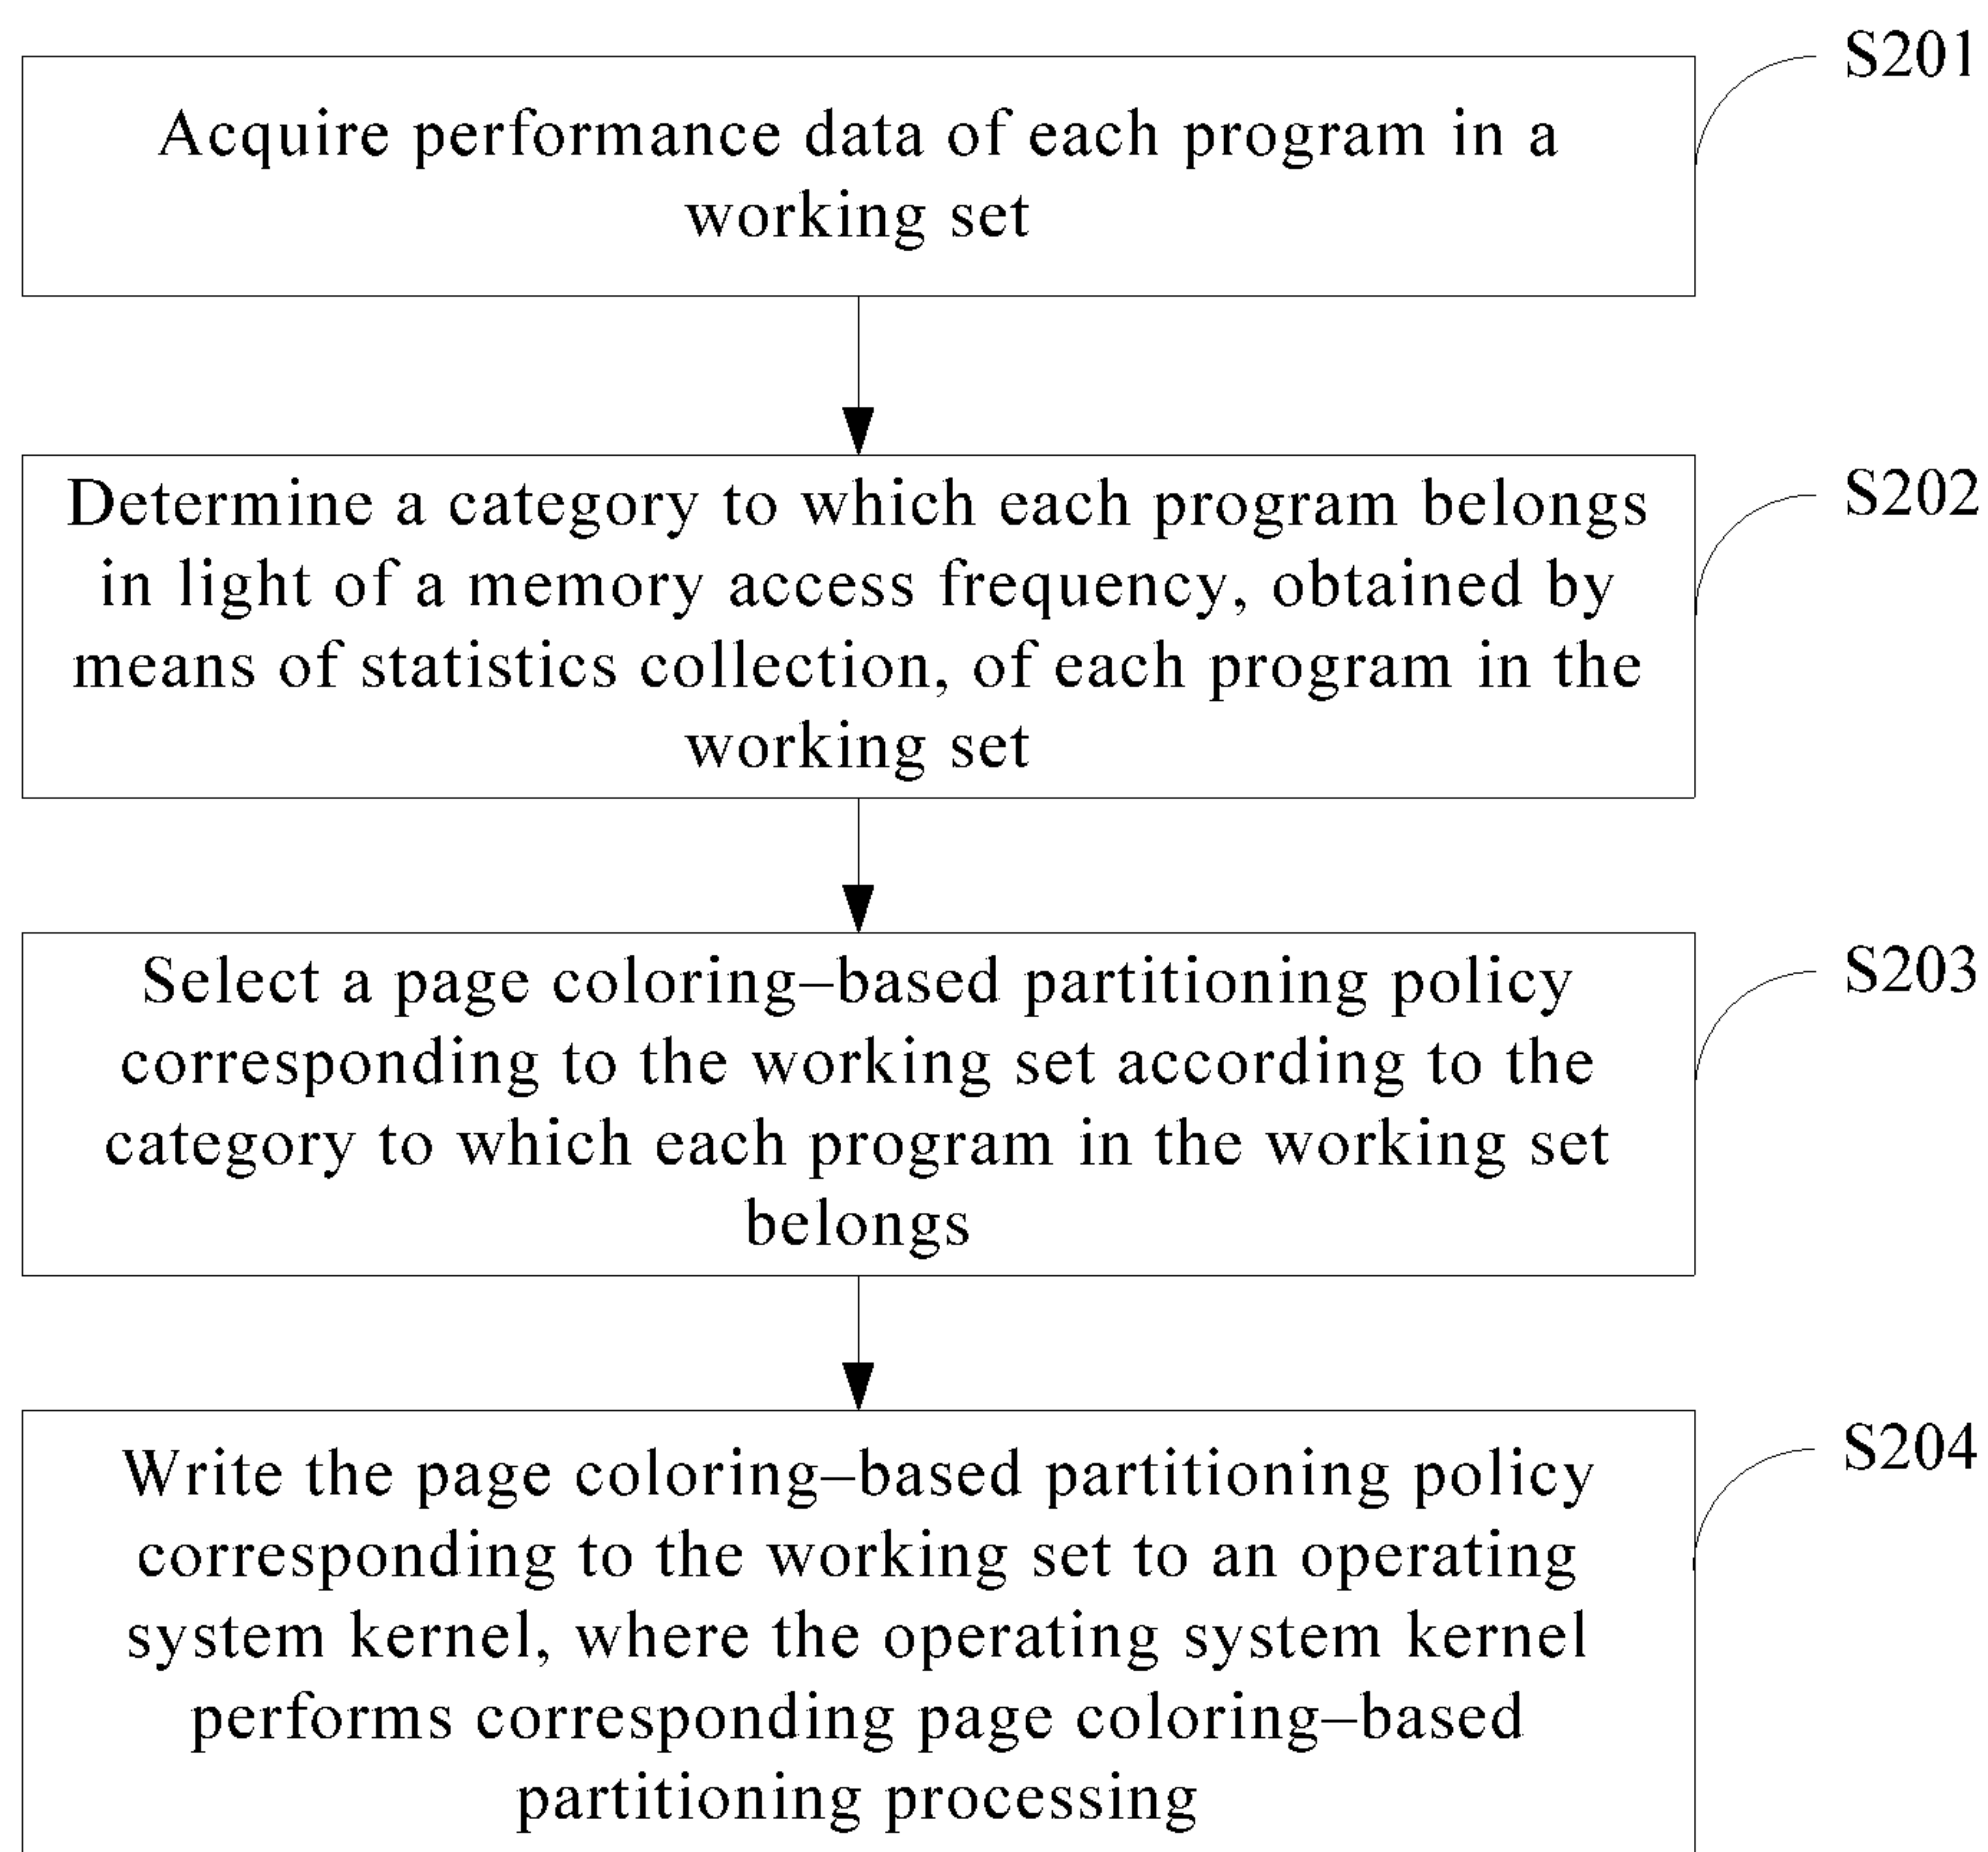 S201
Acquire performance data of each program in a
working set
S202
Determine a category to which each program belongs
in light of a memory access frequency, obtained by
means of statistics collection, of each program in the
working set
S203
Select a page coloring–based partitioning policy
corresponding to the working set according to the
category to which each program in the working set
belongs
S204
Write the page coloring–based partitioning policy
corresponding to the working set to an operating
system kernel, where the operating system kernel
performs corresponding page coloring–based
partitioning processing